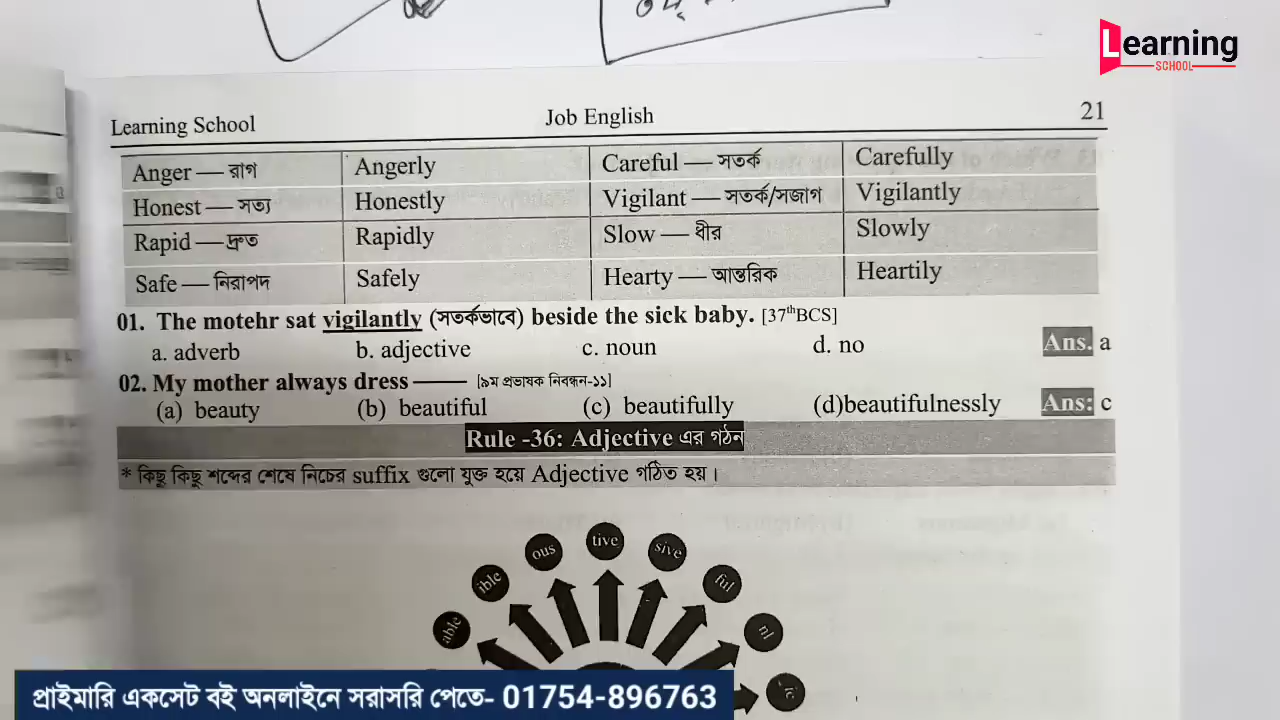 Learning
SCHOOL
Learning School Job English 21
Anger — রাগ Angerly Careful — সতর্ক Carefully
Honest — সত্য Honestly Vigilant — সতর্ক/সজাগ Vigilantly
Rapid — দ্রুত Rapidly Slow — ধীর Slowly
Safe — নিরাপদ Safely Hearty — আন্তরিক Heartily
01. The motehr sat vigilantly (সতর্কভাবে) beside the sick baby. [37thBCS]
a. adverb b. adjective c. noun d. no Ans. a
02. My mother always dress —— [৯ম প্রভাষক নিবন্ধন-১১]
(a) beauty (b) beautiful (c) beautifully (d)beautifulnessly Ans: c
Rule -36: Adjective এর গঠন
* কিছু কিছু শব্দের শেষে নিচের suffix গুলো যুক্ত হয়ে Adjective গঠিত হয়।
able ible ous tive sive ful
প্রাইমারি একসেট বই অনলাইনে সরাসরি পেতে- 01754-896763